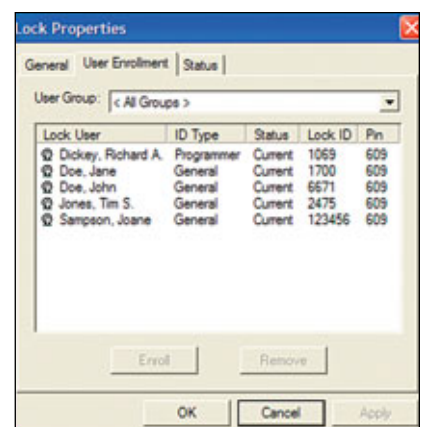 Lock Properties
General User Enrollment Status
User Group: < All Groups >
Lock User ID Type Status Lock ID Pin
Dickey, Richard A. Programmer Current 1069 609
Doe, Jane General Current 1700 609
Doe, John General Current 6671 609
Jones, Tim S. General Current 2475 609
Sampson, Joane General Current 123456 609
Enroll Remove
OK Cancel Apply